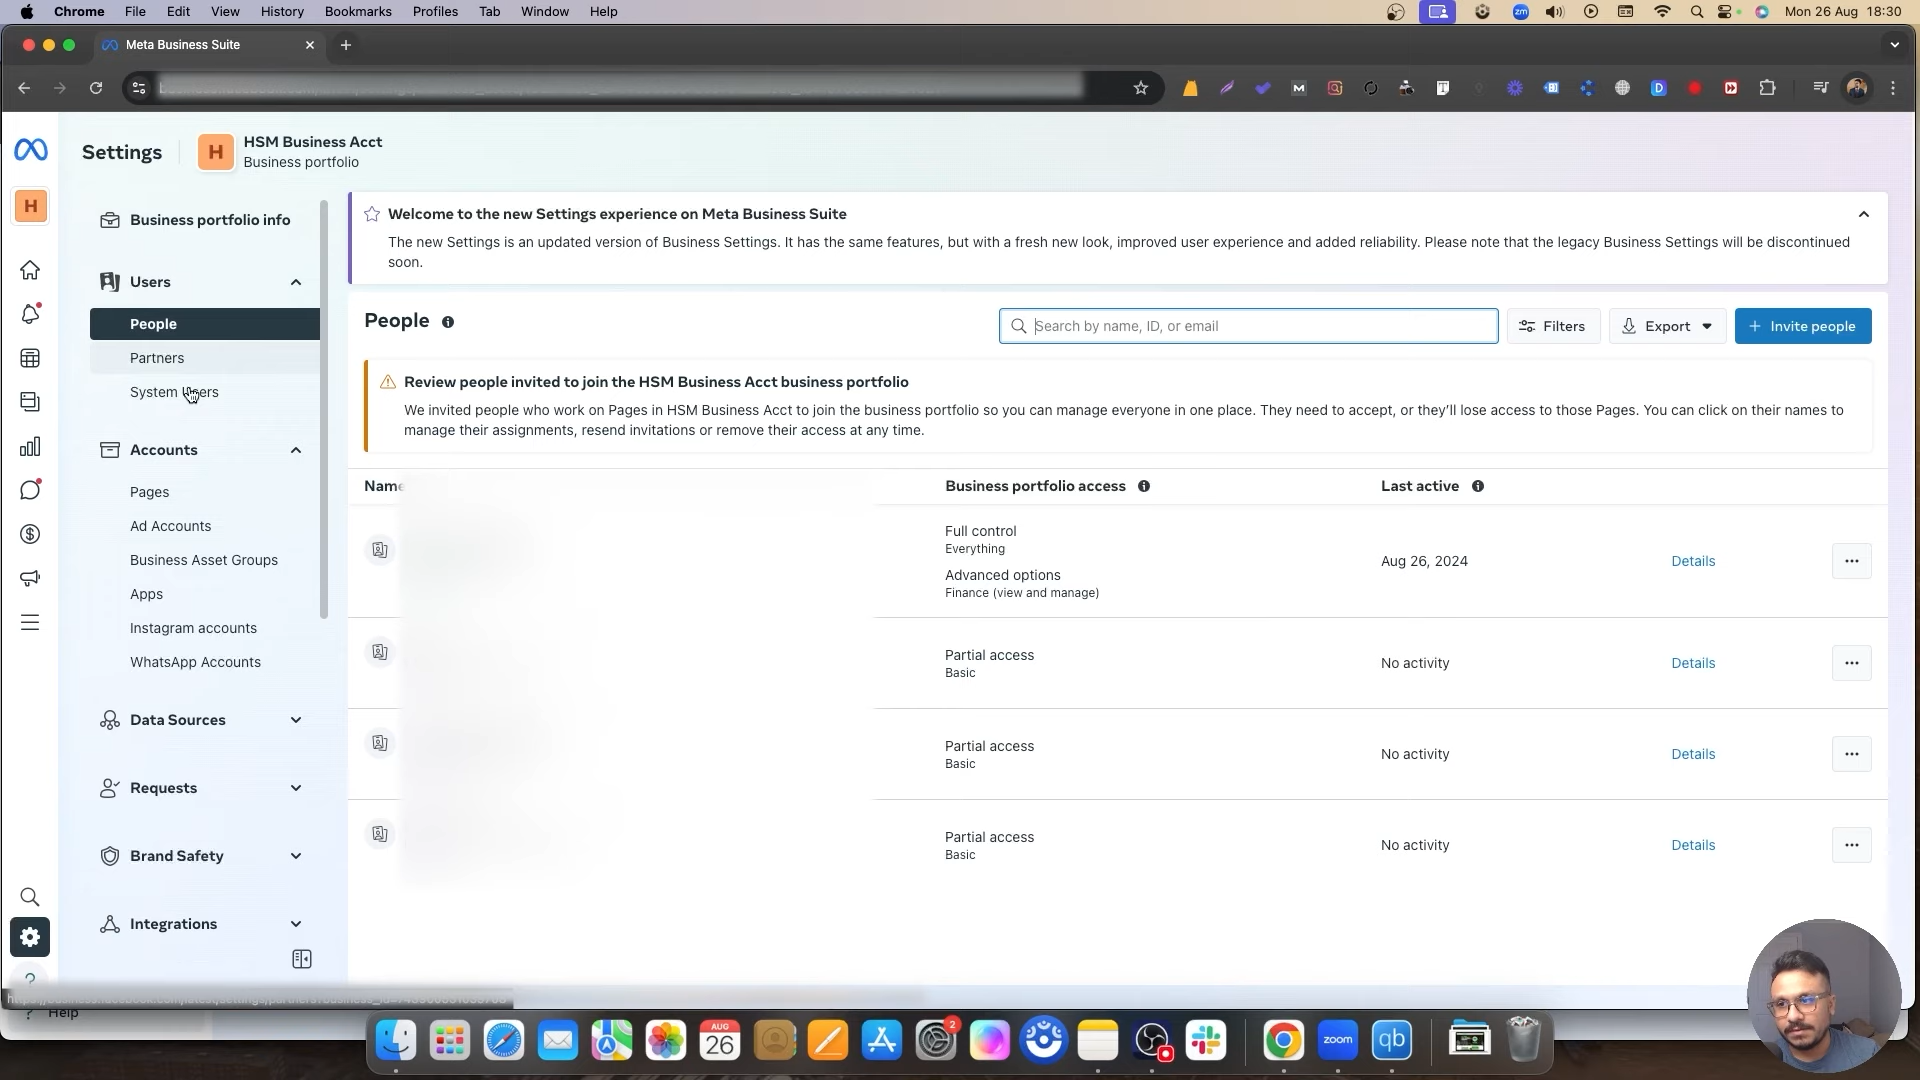 Chrome File Edit View History Bookmarks Profiles Tab Window Help
zm
Mon 26 Aug 18:30
Meta Business Suite
Settings
H
HSM Business Acct
Business portfolio
H
Business portfolio info
Users
People
Partners
System Users
Accounts
Pages
Ad Accounts
Business Asset Groups
Apps
Instagram accounts
WhatsApp Accounts
Data Sources
Requests
Brand Safety
Integrations
Help
Welcome to the new Settings experience on Meta Business Suite
The new Settings is an updated version of Business Settings. It has the same features, but with a fresh new look, improved user experience and added reliability. Please note that the legacy Business Settings will be discontinued
soon.
People
Search by name, ID, or email
Filters
Export
+ Invite people
Review people invited to join the HSM Business Acct business portfolio
We invited people who work on Pages in HSM Business Acct to join the business portfolio so you can manage everyone in one place. They need to accept, or they’ll lose access to those Pages. You can click on their names to
manage their assignments, resend invitations or remove their access at any time.
Name
Business portfolio access
Last active
Full control
Everything
Advanced options
Finance (view and manage)
Aug 26, 2024
Details
Partial access
Basic
No activity
Details
Partial access
Basic
No activity
Details
Partial access
Basic
No activity
Details
AUG
26
2
zoom
qb